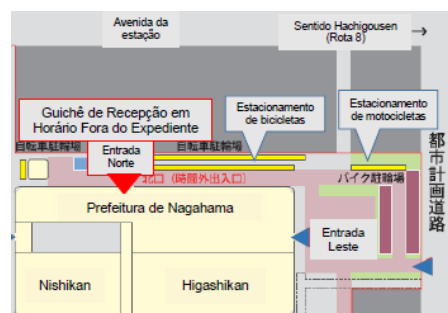 Avenida da
estação
Sentido Hachigousen
(Rota 8)
Guichê de Recepção em
Horário Fora do Expediente
Estacionamento
de bicicletas
Estacionamento
de motocicletas
自転車駐輪場
自転車駐輪場
Entrada
Norte
北口（時間外出入口）
バイク駐輪場
都市計画道路
Prefeitura de Nagahama
Entrada
Leste
Nishikan
Higashikan